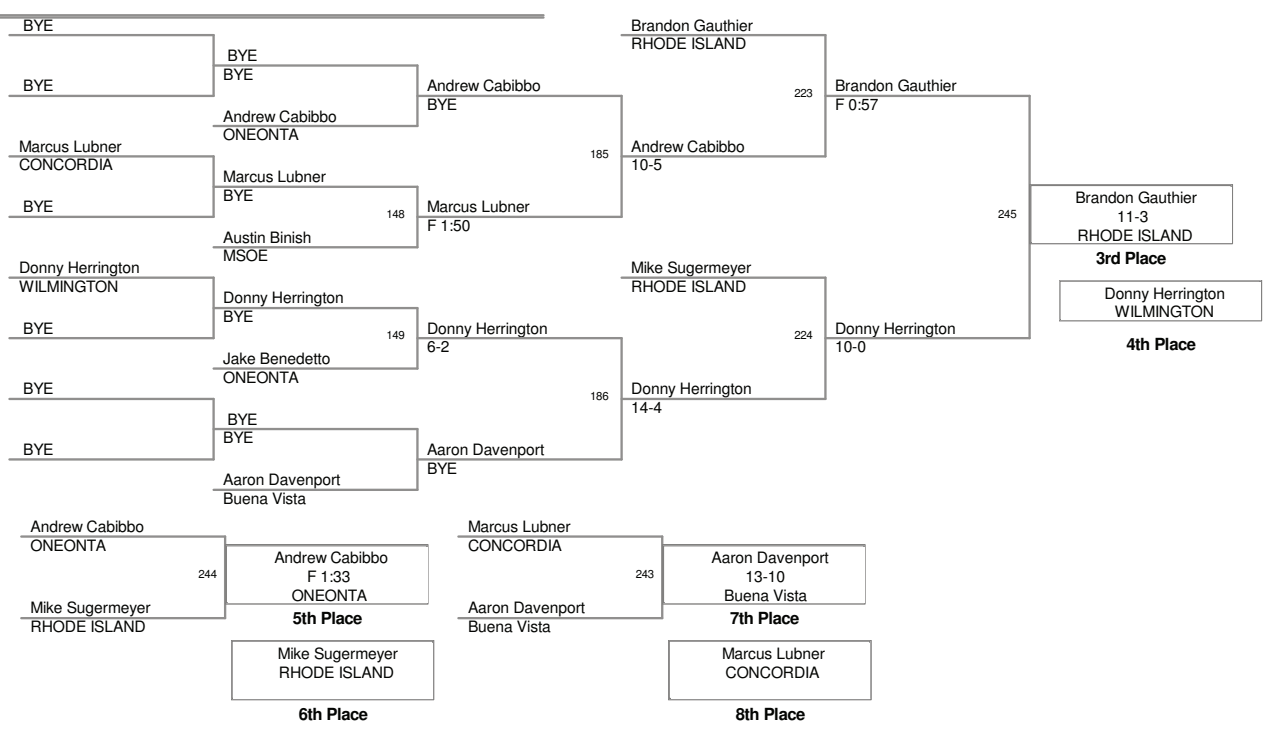 BYE
BYE
BYE
BYE
Andrew Cabibbo
ONEONTA
Andrew Cabibbo
BYE
Marcus Lubner
CONCORDIA
BYE
Marcus Lubner
BYE
148
Austin Binish
MSOE
Marcus Lubner
F 1:50
185
Donny Herrington
WILMINGTON
BYE
Donny Herrington
BYE
149
Jake Benedetto
ONEONTA
Donny Herrington
6-2
BYE
BYE
BYE
BYE
Aaron Davenport
Buena Vista
Aaron Davenport
BYE
186
Brandon Gauthier
RHODE ISLAND
223
Andrew Cabibbo
10-5
Brandon Gauthier
F 0:57
Mike Sugermeyer
RHODE ISLAND
224
Donny Herrington
14-4
Donny Herrington
10-0
245
Brandon Gauthier
11-3
RHODE ISLAND
3rd Place
Donny Herrington
WILMINGTON
4th Place
Andrew Cabibbo
ONEONTA
244
Mike Sugermeyer
RHODE ISLAND
Andrew Cabibbo
F 1:33
ONEONTA
5th Place
Mike Sugermeyer
RHODE ISLAND
6th Place
Marcus Lubner
CONCORDIA
243
Aaron Davenport
Buena Vista
Aaron Davenport
13-10
Buena Vista
7th Place
Marcus Lubner
CONCORDIA
8th Place